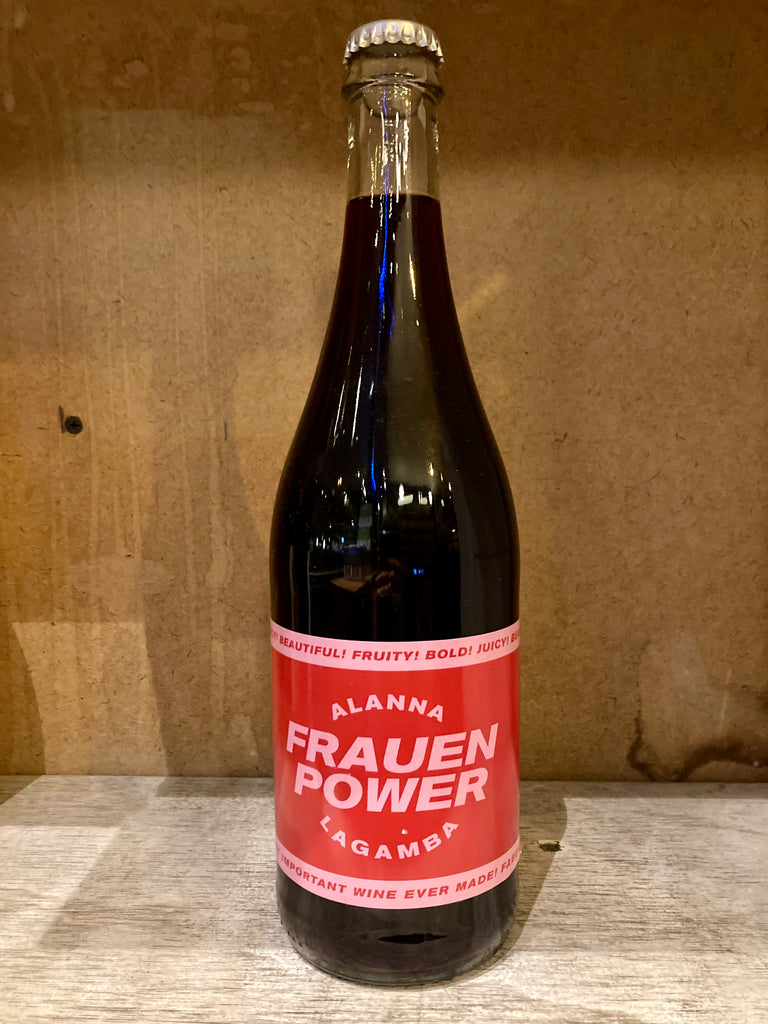 BEAUTIFUL! FRUITY! BOLD! JUICY!
ALANNA
FRAUEN
POWER
LAGAMBA
IMPORTANT WINE EVER MADE!